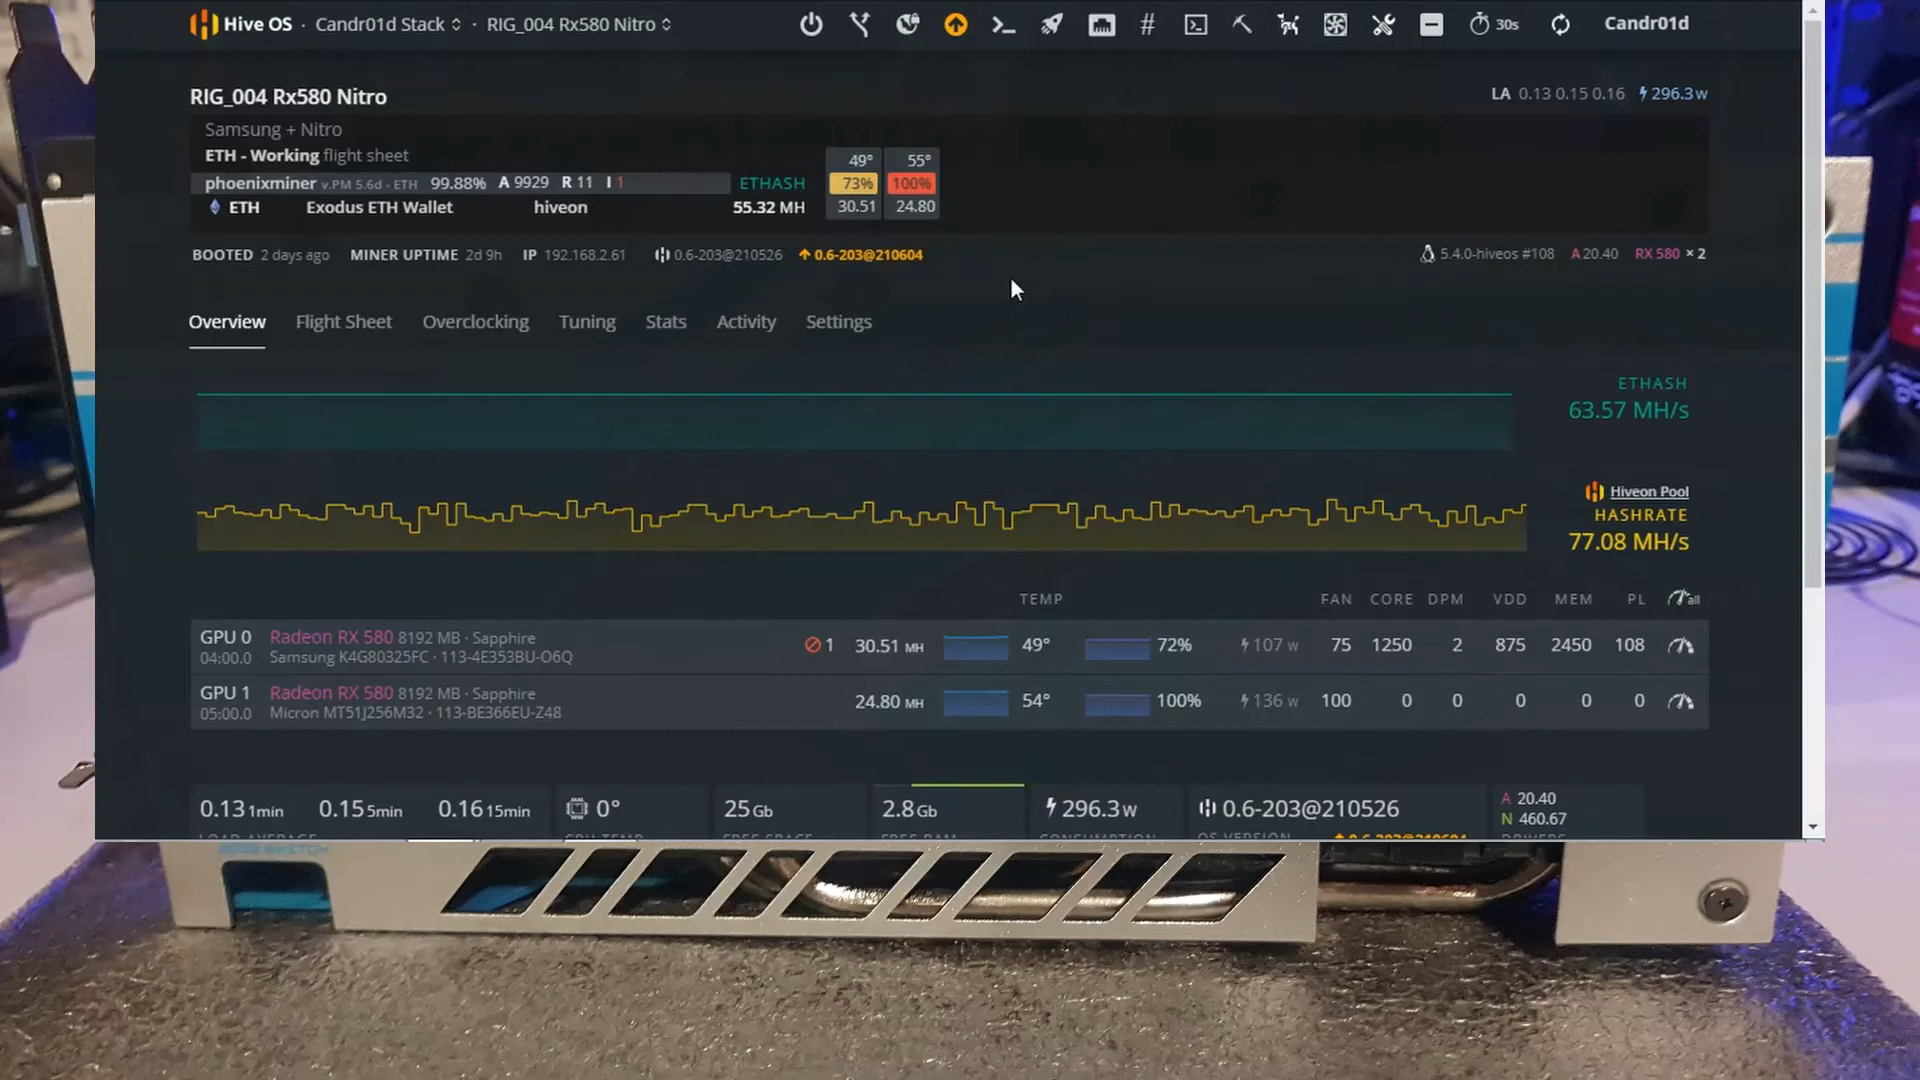 Hive OS · Candr01d Stack · RIG_004 Rx580 Nitro
30s
Candr01d
RIG_004 Rx580 Nitro
LA 0.13 0.15 0.16 296.3 w
Samsung + Nitro
ETH - Working flight sheet
49° 55°
phoenixminer v.PM 5.6d - ETH 99.88% A 9929 R 11 I 1 ETHASH 73% 100%
ETH Exodus ETH Wallet hiveon 55.32 MH 30.51 24.80
BOOTED 2 days ago MINER UPTIME 2d 9h IP 192.168.2.61 0.6-203@210526 0.6-203@210604
5.4.0-hiveos #108 A 20.40 RX 580 × 2
Overview Flight Sheet Overclocking Tuning Stats Activity Settings
ETHASH
63.57 MH/s
Hiveon Pool
HASHRATE
77.08 MH/s
TEMP FAN CORE DPM VDD MEM PL all
GPU 0 Radeon RX 580 8192 MB · Sapphire 1 30.51 MH 49° 72% 107 w 75 1250 2 875 2450 108
04:00.0 Samsung K4G80325FC · 113-4E353BU-O6Q
GPU 1 Radeon RX 580 8192 MB · Sapphire 24.80 MH 54° 100% 136 w 100 0 0 0 0 0
05:00.0 Micron MT51J256M32 · 113-BE366EU-Z48
0.13 1min 0.15 5min 0.16 15min 0° 25 Gb 2.8 Gb 296.3 w 0.6-203@210526
A 20.40
N 460.67